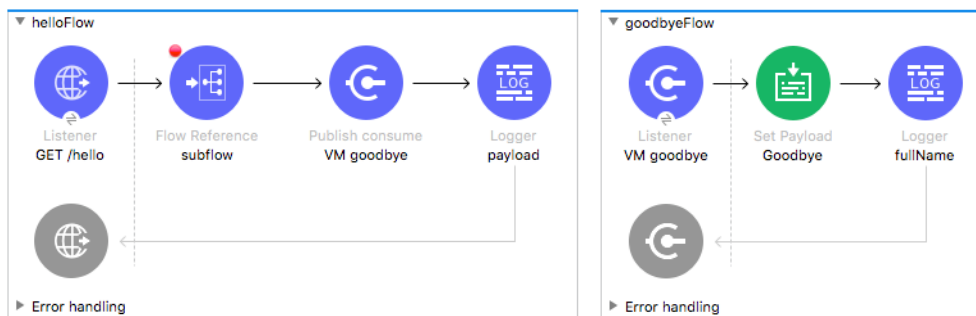 helloFlow
LOG
Listener
GET /hello
Flow Reference
subflow
Publish consume
VM goodbye
Logger
payload
Error handling
goodbyeFlow
LOG
Listener
VM goodbye
Set Payload
Goodbye
Logger
fullName
Error handling